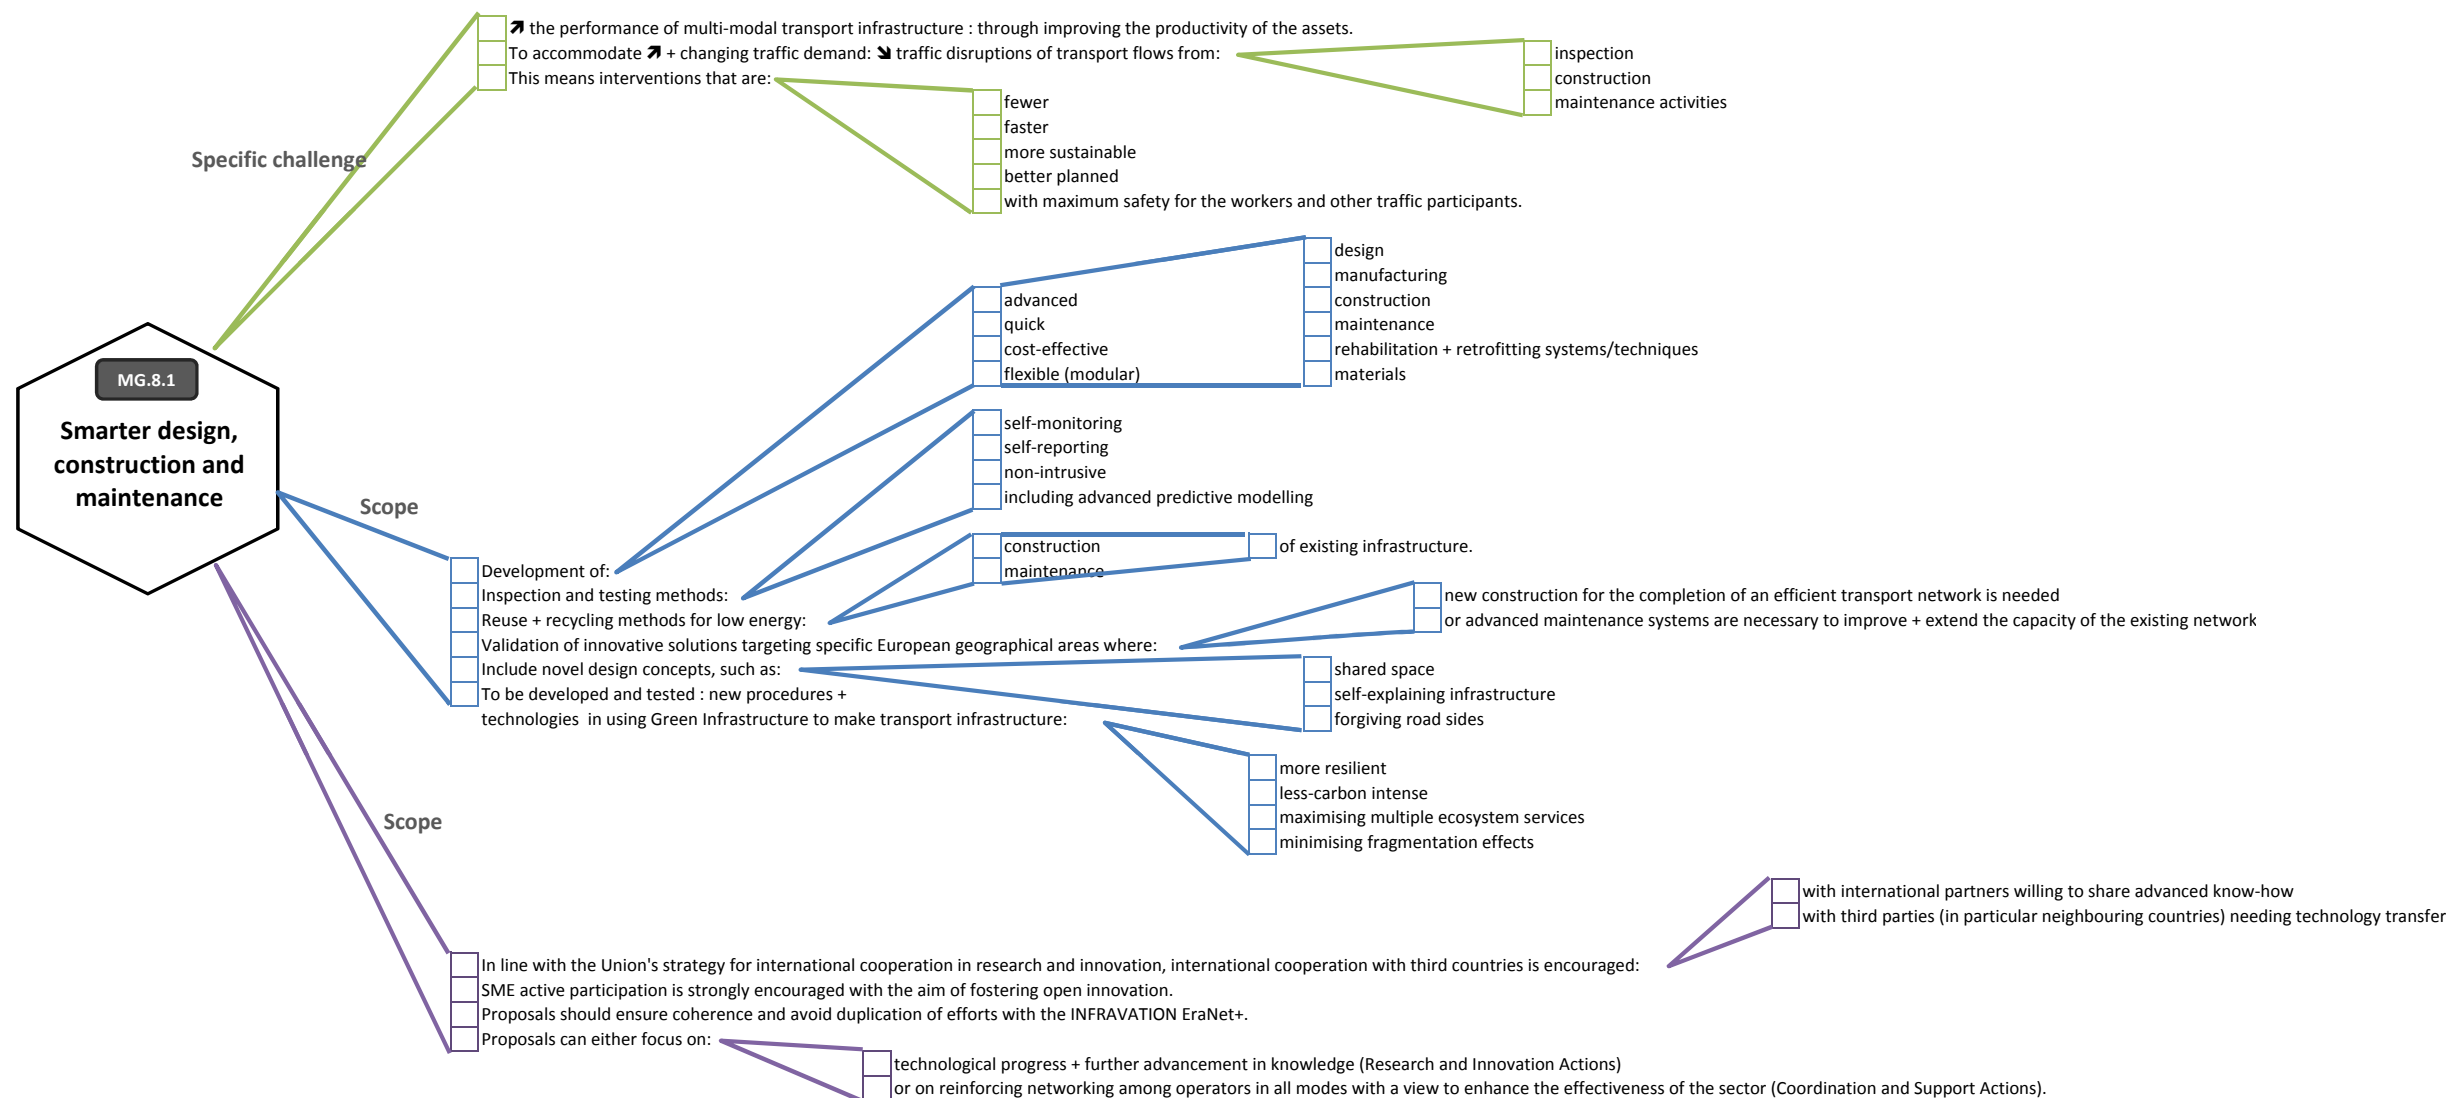 ↗ the performance of multi-modal transport infrastructure : through improving the productivity of the assets.
To accommodate ↗ + changing traffic demand: ↘ traffic disruptions of transport flows from:
inspection
This means interventions that are:
construction
maintenance activities
fewer
faster
more sustainable
better planned
with maximum safety for the workers and other traffic participants.
Specific challenge
design
manufacturing
construction
maintenance
rehabilitation + retrofitting systems/techniques
materials
advanced
quick
cost-effective
flexible (modular)
MG.8.1
Smarter design,
construction and
maintenance
self-monitoring
self-reporting
non-intrusive
including advanced predictive modelling
Scope
construction
maintenance
of existing infrastructure.
Development of:
Inspection and testing methods:
Reuse + recycling methods for low energy:
new construction for the completion of an efficient transport network is needed
or advanced maintenance systems are necessary to improve + extend the capacity of the existing network
Validation of innovative solutions targeting specific European geographical areas where:
Include novel design concepts, such as:
shared space
self-explaining infrastructure
forgiving road sides
To be developed and tested : new procedures +
technologies  in using Green Infrastructure to make transport infrastructure:
more resilient
less-carbon intense
maximising multiple ecosystem services
minimising fragmentation effects
Scope
with international partners willing to share advanced know-how
with third parties (in particular neighbouring countries) needing technology transfer
In line with the Union's strategy for international cooperation in research and innovation, international cooperation with third countries is encouraged:
SME active participation is strongly encouraged with the aim of fostering open innovation.
Proposals should ensure coherence and avoid duplication of efforts with the INFRAVATION EraNet+.
Proposals can either focus on:
technological progress + further advancement in knowledge (Research and Innovation Actions)
or on reinforcing networking among operators in all modes with a view to enhance the effectiveness of the sector (Coordination and Support Actions).